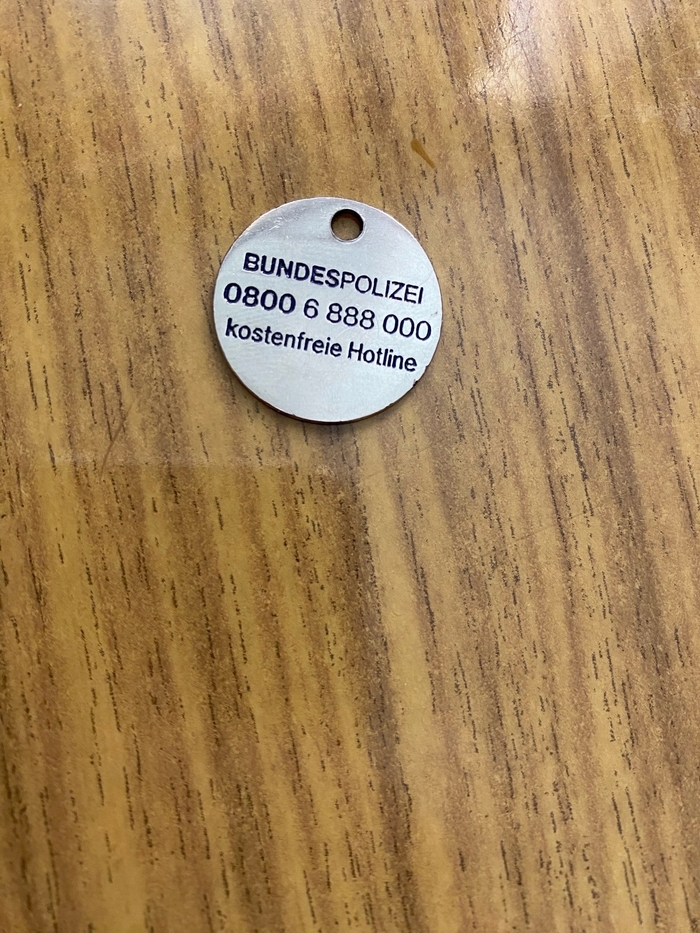 BUNDESPOLIZEI
0800 6 888 000
kostenfreie Hotline